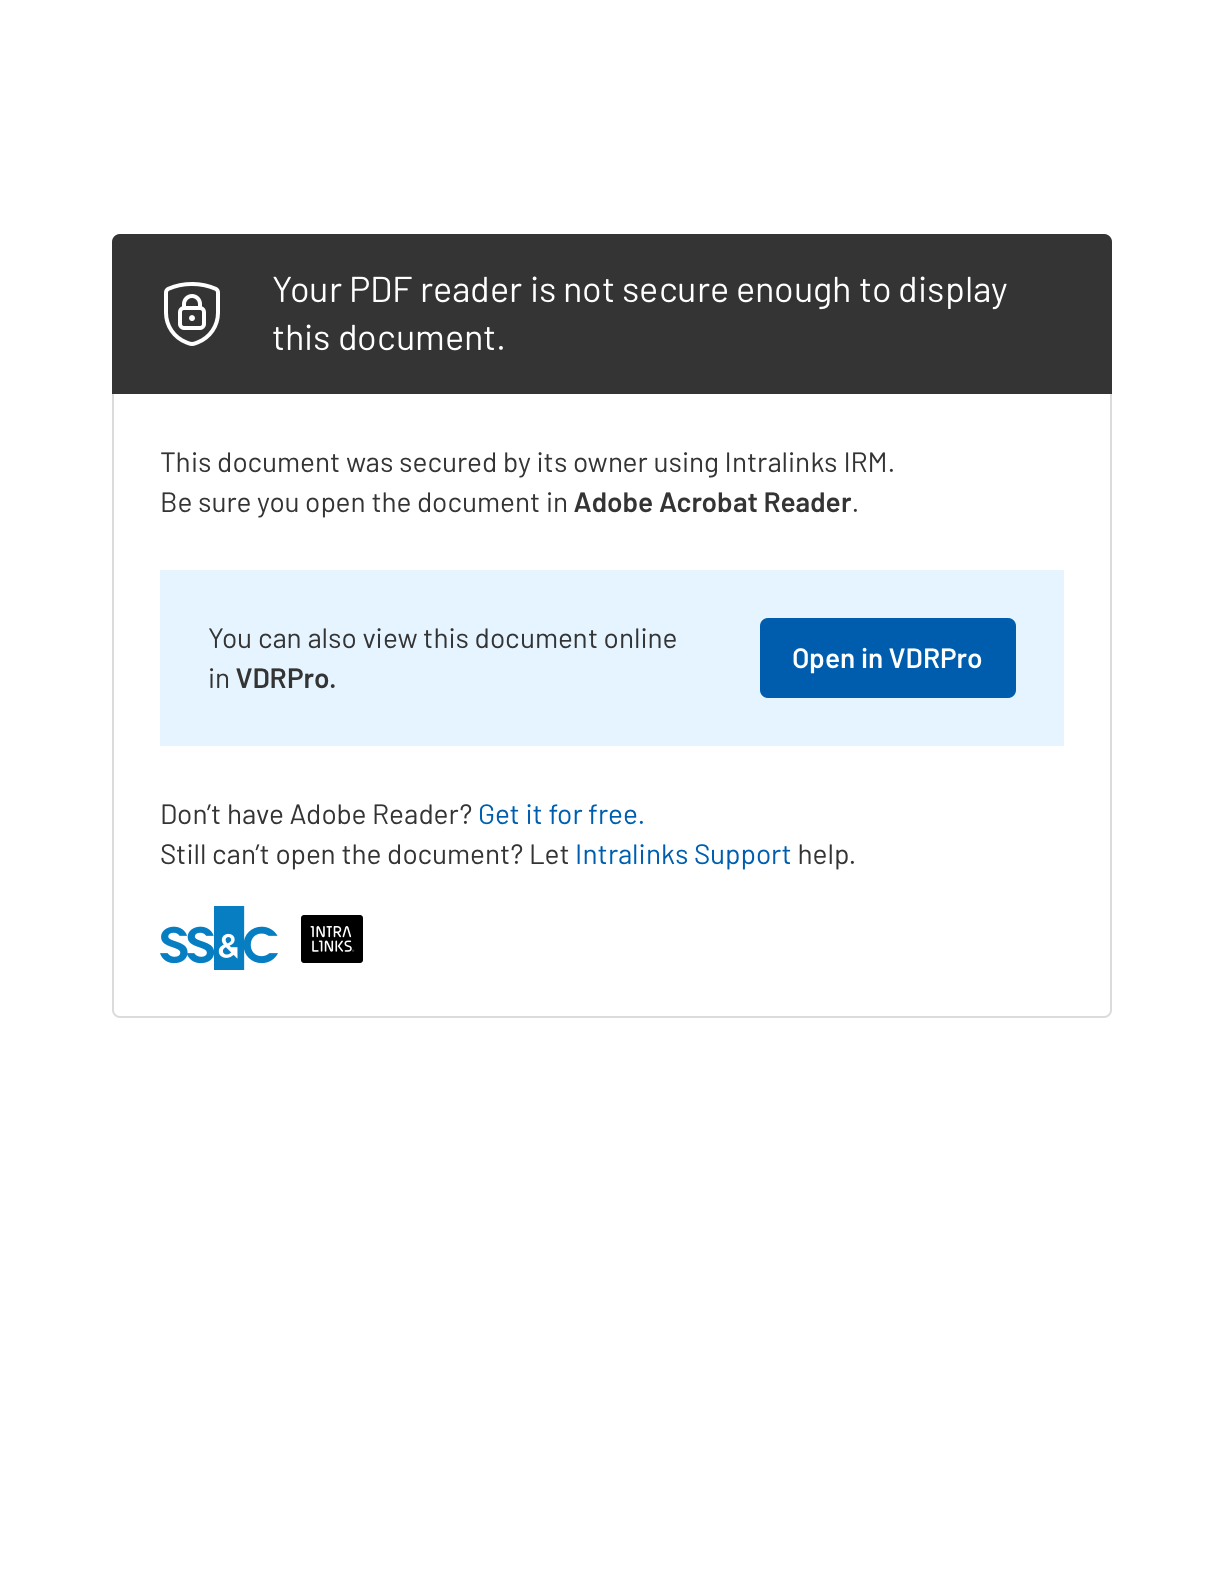 Your PDF reader is not secure enough to display
this document.
This document was secured by its owner using Intralinks IRM.
Be sure you open the document in Adobe Acrobat Reader.
You can also view this document online
in VDRPro.
Open in VDRPro
Don’t have Adobe Reader? Get it for free.
Still can’t open the document? Let Intralinks Support help.
SS&C
INTRA
LINKS